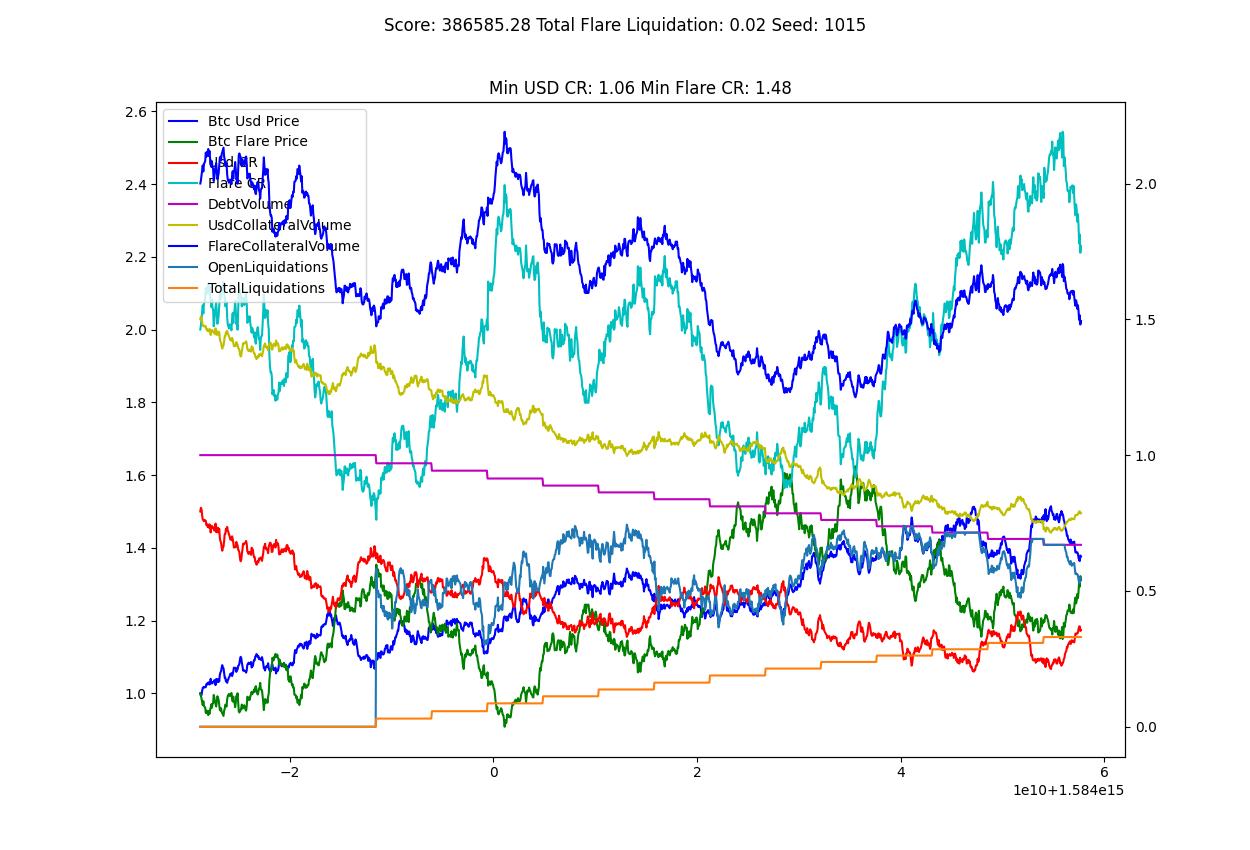 Score: 386585.28 Total Flare Liquidation: 0.02 Seed: 1015
Min USD CR: 1.06 Min Flare CR: 1.48
Btc Usd Price
Btc Flare Price
Usd CR
Flare CR
DebtVolume
UsdCollateralVolume
FlareCollateralVolume
OpenLiquidations
TotalLiquidations
2.6
2.4
2.2
2.0
1.8
1.6
1.4
1.2
1.0
2.0
1.5
1.0
0.5
0.0
−2 0 2 4 6
1e10+1.584e15